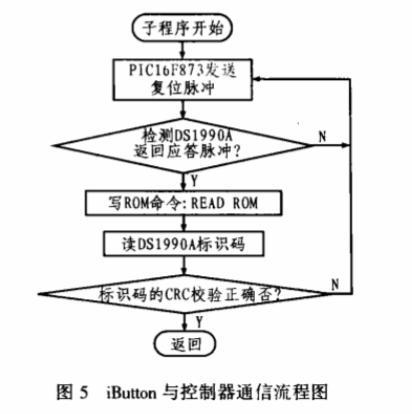 子程序开始
PIC16F873发送
复位脉冲
检测DS1990A
返回应答脉冲?
N
Y
写ROM命令:READ ROM
读DS1990A标识码
标识码的CRC校验正确否?
N
Y
返回
图 5 iButton 与控制器通信流程图